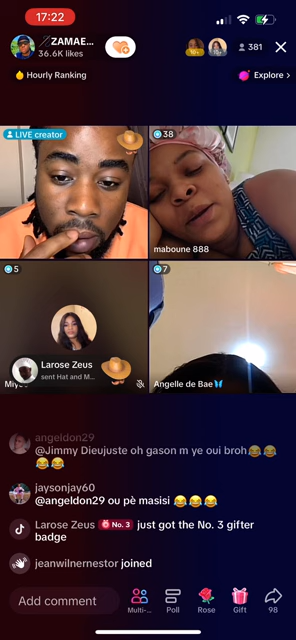 17:22
ZAMAE...
36.6K likes
10+
10+
381
Hourly Ranking
Explore >
LIVE creator
38
maboune 888
5
7
Larose Zeus
sent Hat and M...
Angelle de Bae🦋
angeldon29
@Jimmy Dieujuste oh gason m ye oui broh😂😂
😂😂
jaysonjay60
@angeldon29 ou pè masisi 😂😂😂
Larose Zeus No. 3 just got the No. 3 gifter
badge
jeanwilnernestor joined
Add comment
Multi-...
Poll
Rose
Gift
98